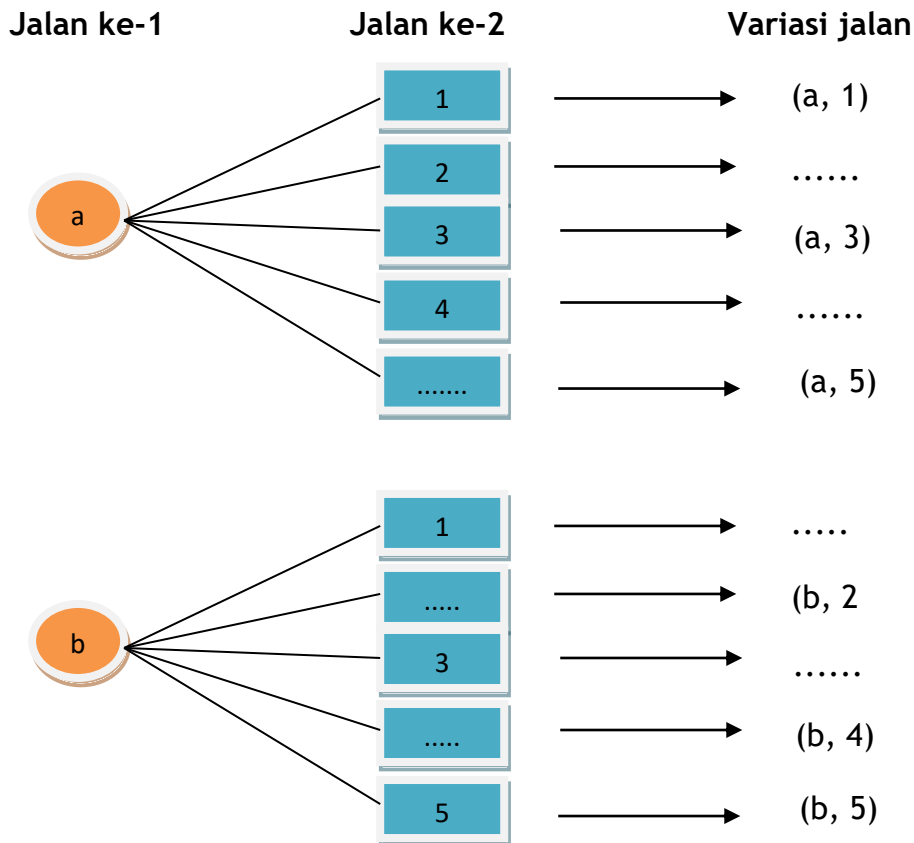 Jalan ke-1 Jalan ke-2 Variasi jalan
1 (a, 1)
2 ......
a
3 (a, 3)
4 ......
....... (a, 5)
1 .....
..... (b, 2
b
3 ......
..... (b, 4)
5 (b, 5)